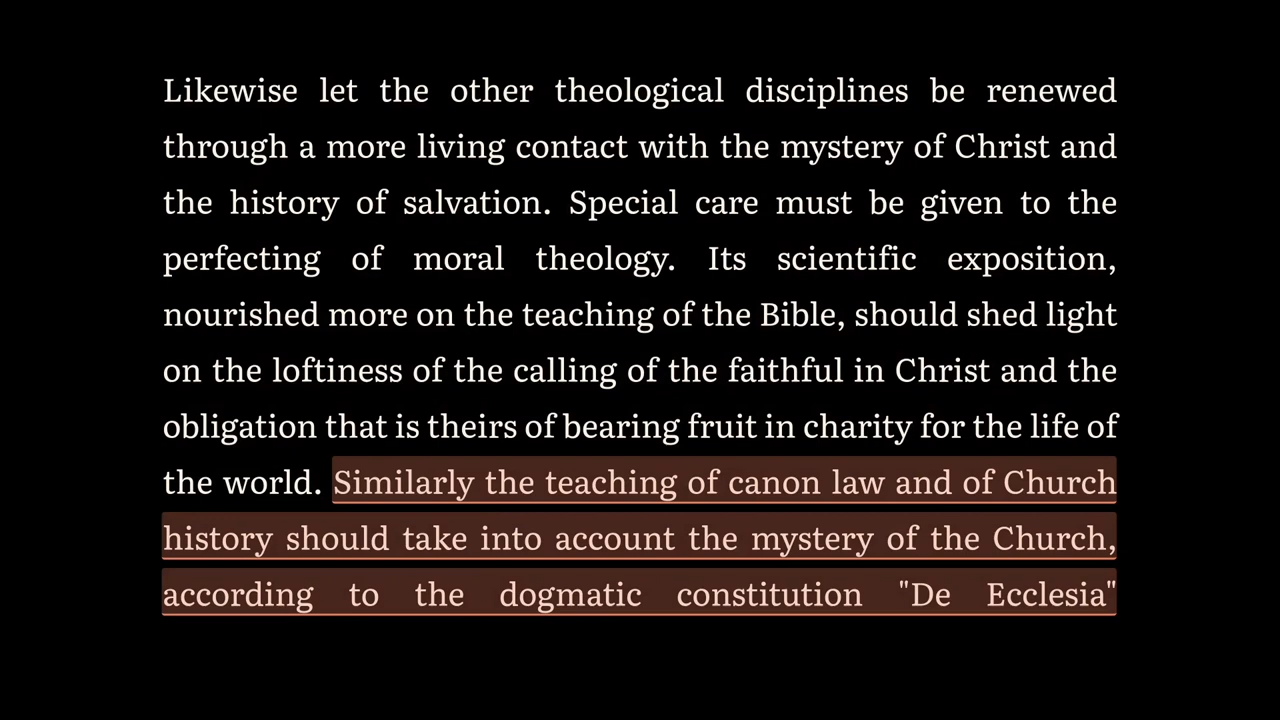 Likewise let the other theological disciplines be renewed
through a more living contact with the mystery of Christ and
the history of salvation. Special care must be given to the
perfecting of moral theology. Its scientific exposition,
nourished more on the teaching of the Bible, should shed light
on the loftiness of the calling of the faithful in Christ and the
obligation that is theirs of bearing fruit in charity for the life of
the world. Similarly the teaching of canon law and of Church
history should take into account the mystery of the Church,
according to the dogmatic constitution "De Ecclesia"